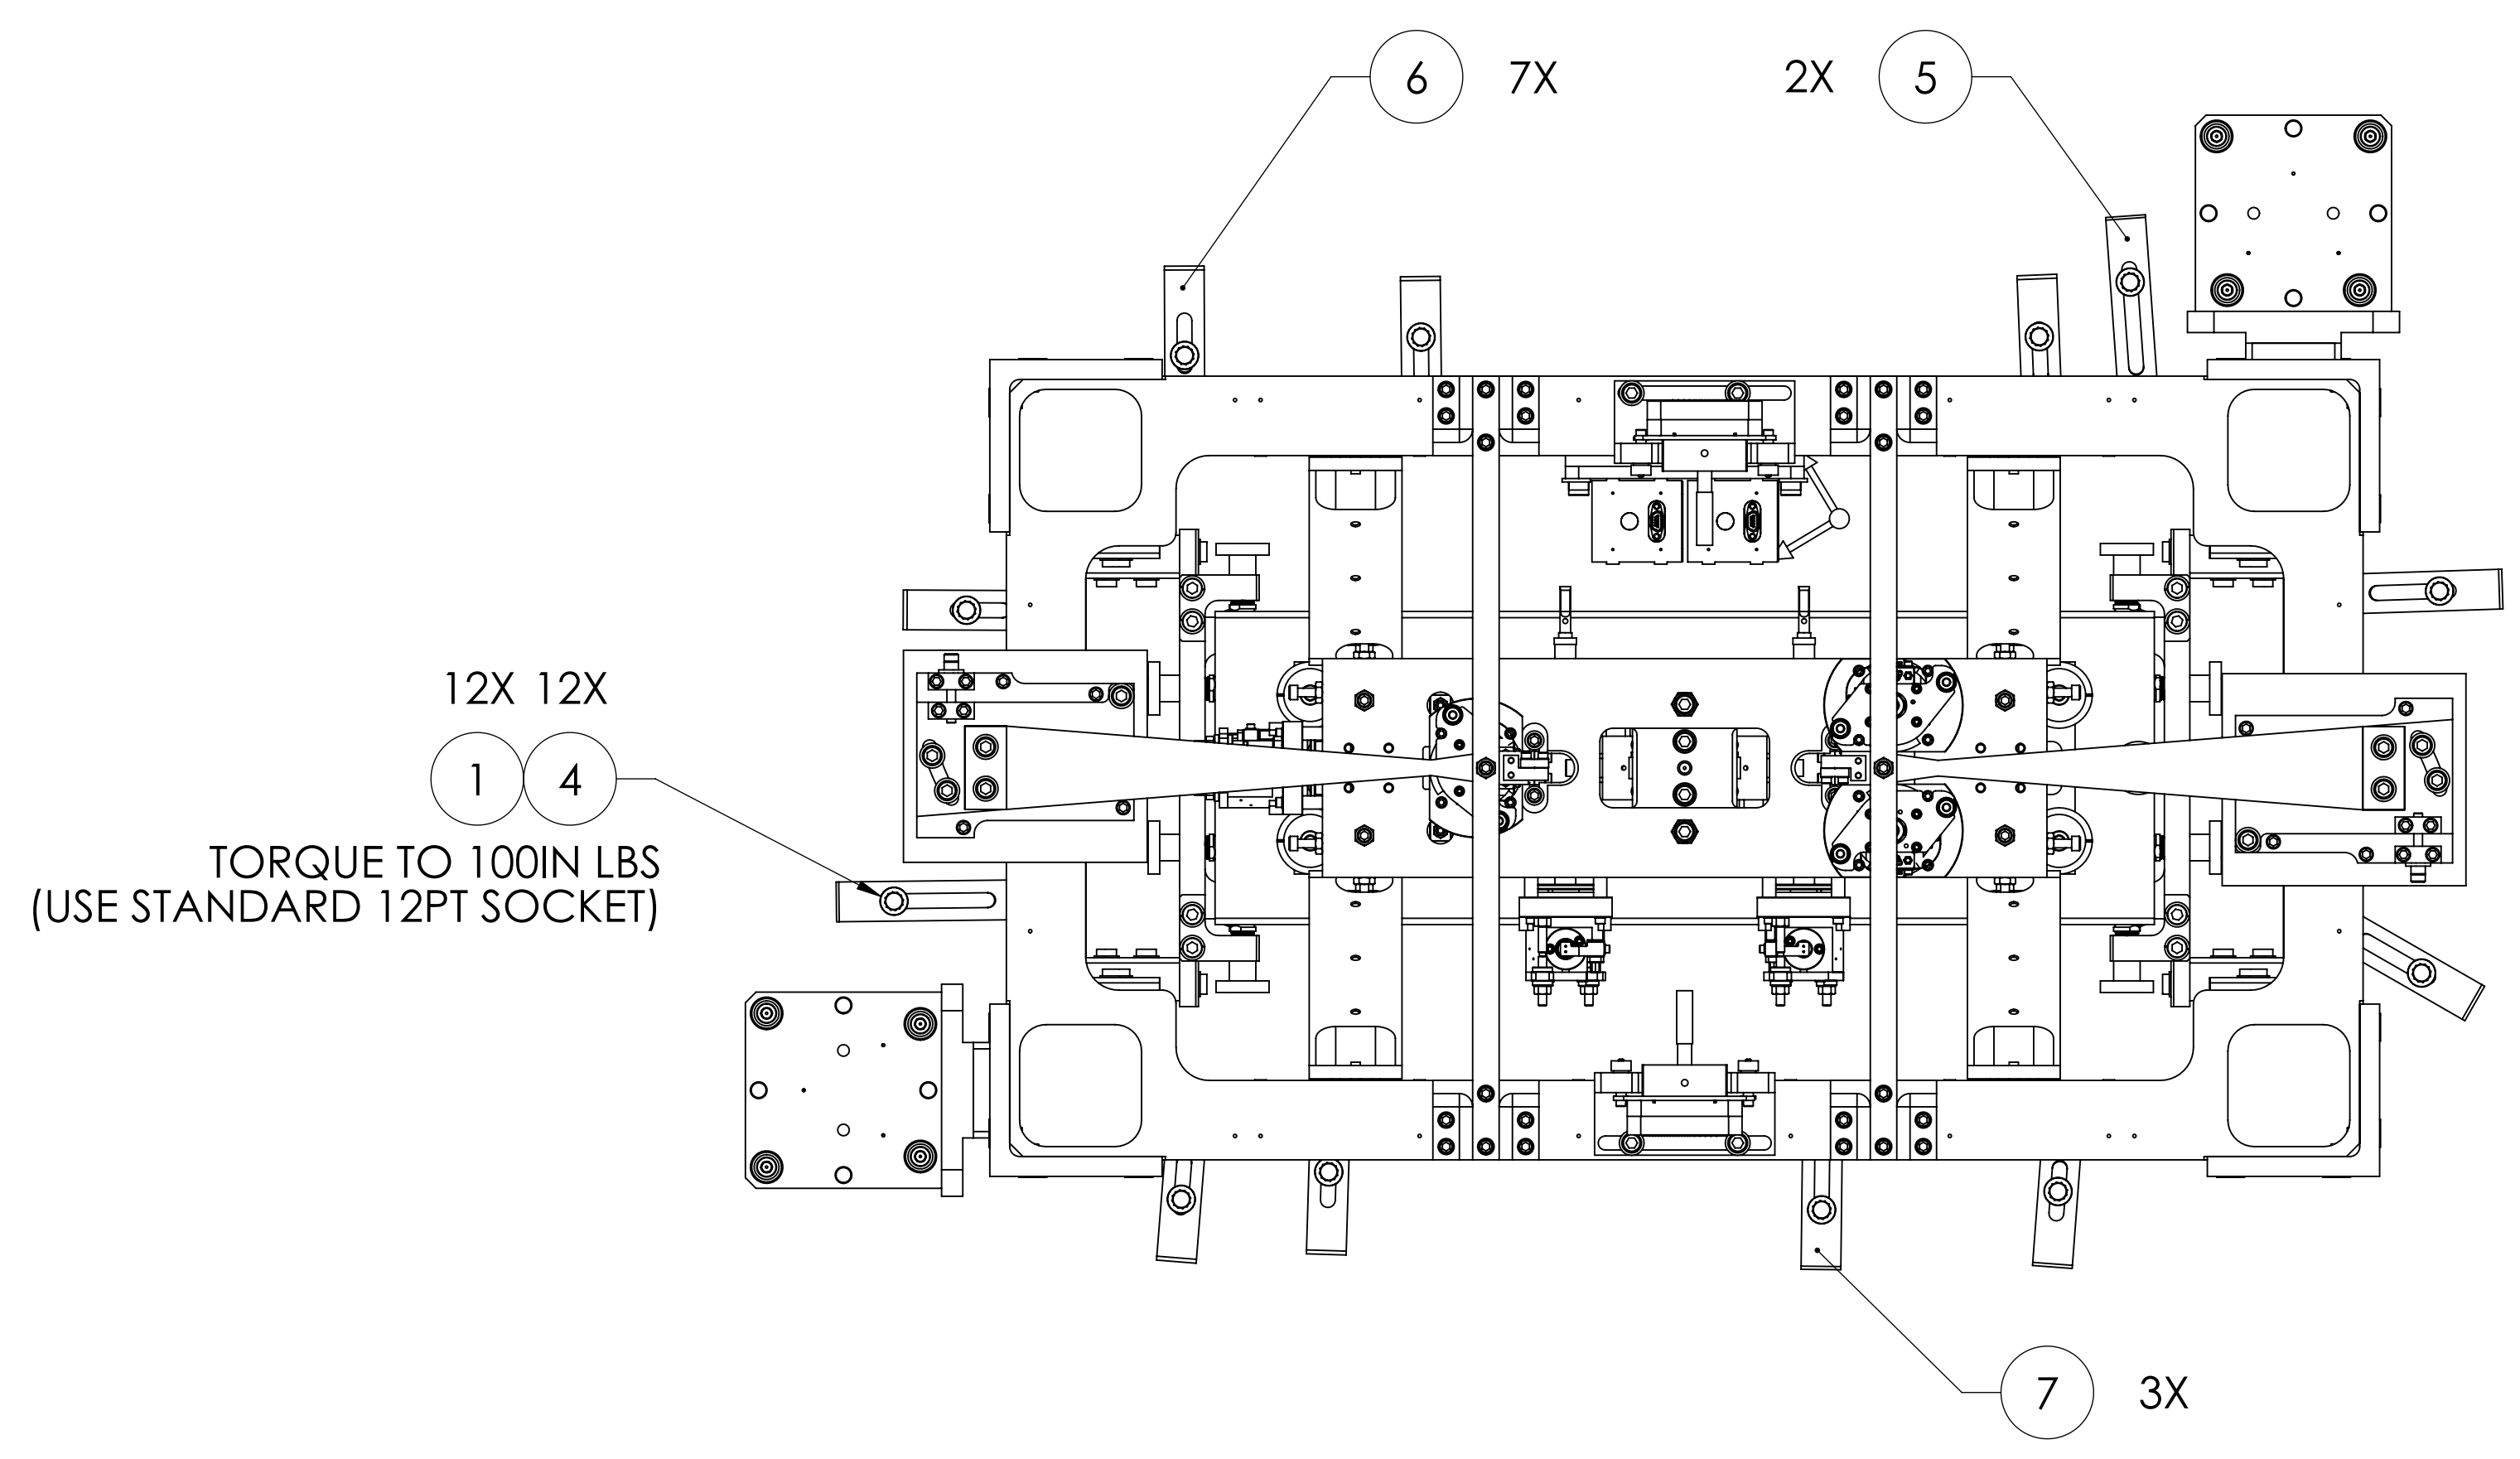 6 7X
2X 5
12X 12X
1 4
TORQUE TO 100IN LBS
(USE STANDARD 12PT SOCKET)
7 3X